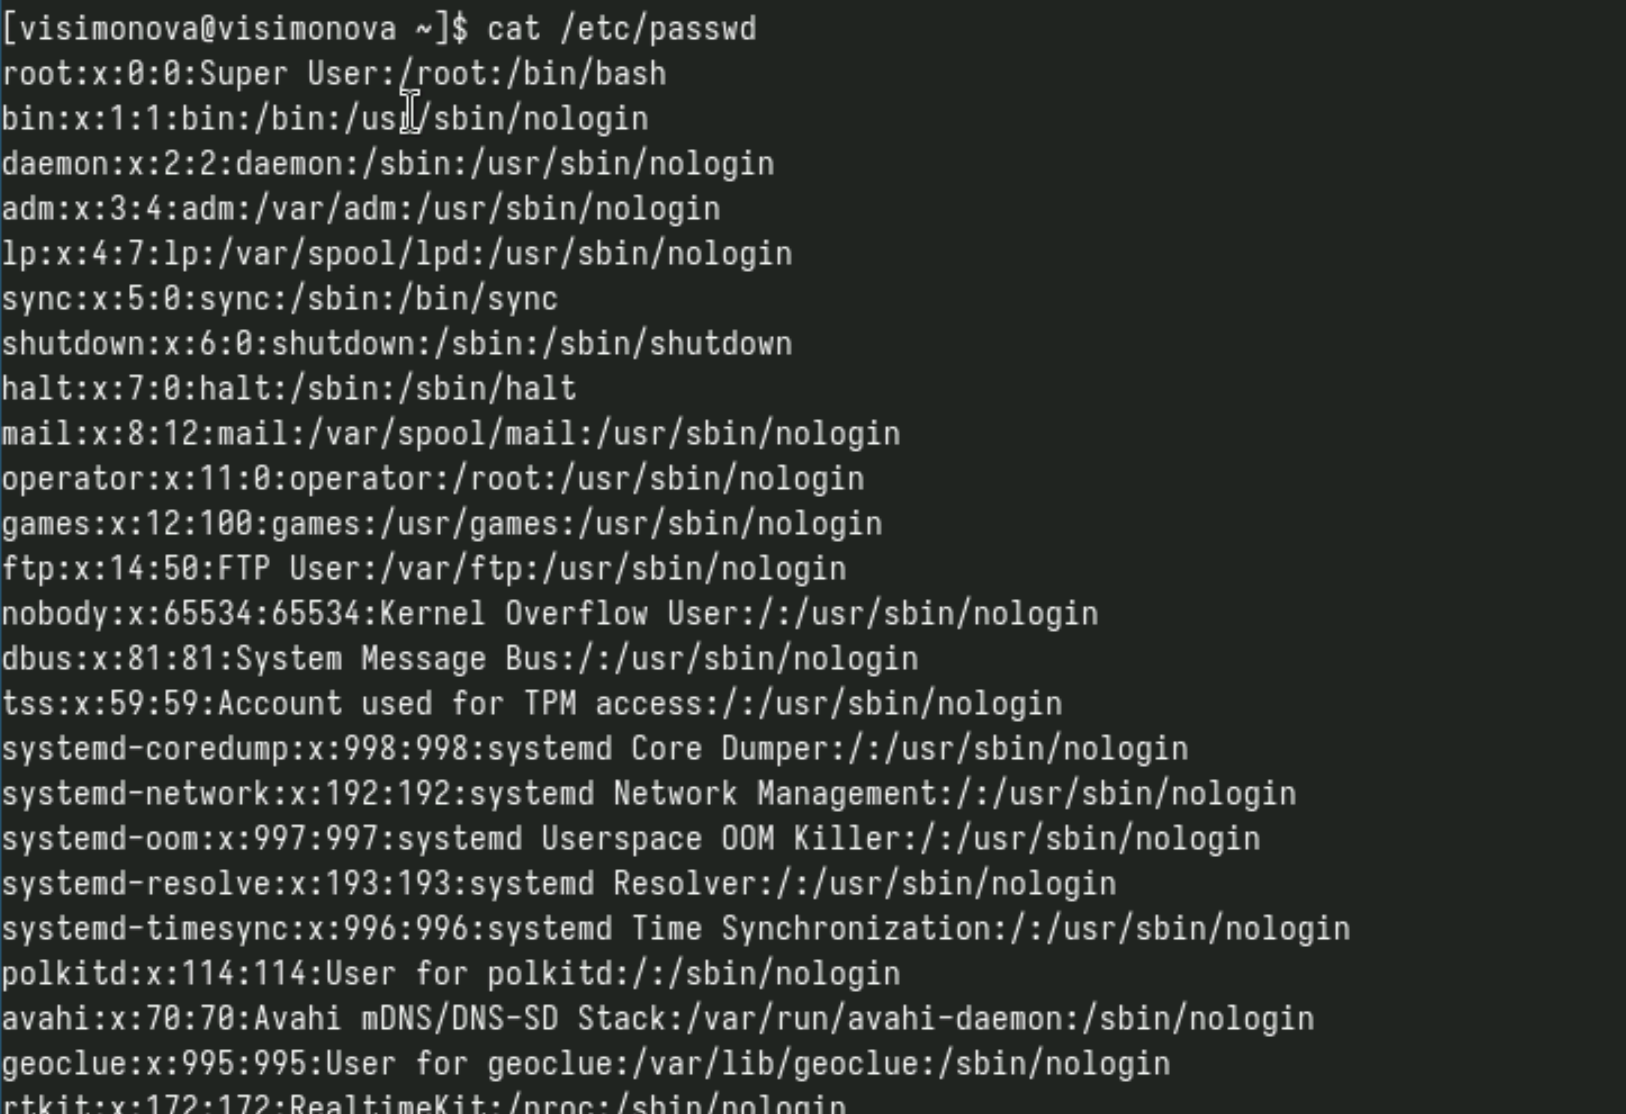 [visimonova@visimonova ~]$ cat /etc/passwd
root:x:0:0:Super User:/root:/bin/bash
bin:x:1:1:bin:/bin:/usr/sbin/nologin
daemon:x:2:2:daemon:/sbin:/usr/sbin/nologin
adm:x:3:4:adm:/var/adm:/usr/sbin/nologin
lp:x:4:7:lp:/var/spool/lpd:/usr/sbin/nologin
sync:x:5:0:sync:/sbin:/bin/sync
shutdown:x:6:0:shutdown:/sbin:/sbin/shutdown
halt:x:7:0:halt:/sbin:/sbin/halt
mail:x:8:12:mail:/var/spool/mail:/usr/sbin/nologin
operator:x:11:0:operator:/root:/usr/sbin/nologin
games:x:12:100:games:/usr/games:/usr/sbin/nologin
ftp:x:14:50:FTP User:/var/ftp:/usr/sbin/nologin
nobody:x:65534:65534:Kernel Overflow User:/:/usr/sbin/nologin
dbus:x:81:81:System Message Bus:/:/usr/sbin/nologin
tss:x:59:59:Account used for TPM access:/:/usr/sbin/nologin
systemd-coredump:x:998:998:systemd Core Dumper:/:/usr/sbin/nologin
systemd-network:x:192:192:systemd Network Management:/:/usr/sbin/nologin
systemd-oom:x:997:997:systemd Userspace OOM Killer:/:/usr/sbin/nologin
systemd-resolve:x:193:193:systemd Resolver:/:/usr/sbin/nologin
systemd-timesync:x:996:996:systemd Time Synchronization:/:/usr/sbin/nologin
polkitd:x:114:114:User for polkitd:/:/sbin/nologin
avahi:x:70:70:Avahi mDNS/DNS-SD Stack:/var/run/avahi-daemon:/sbin/nologin
geoclue:x:995:995:User for geoclue:/var/lib/geoclue:/sbin/nologin
rtkit:x:172:172:RealtimeKit:/proc:/sbin/nologin